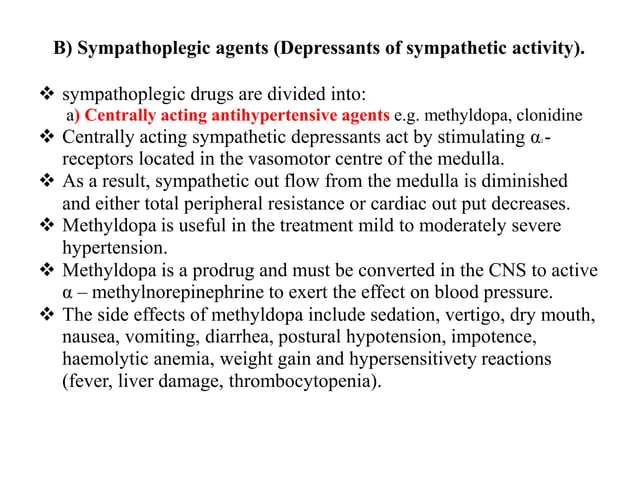 B) Sympathoplegic agents (Depressants of sympathetic activity).
❖ sympathoplegic drugs are divided into:
a) Centrally acting antihypertensive agents e.g. methyldopa, clonidine
❖ Centrally acting sympathetic depressants act by stimulating α₂-
receptors located in the vasomotor centre of the medulla.
❖ As a result, sympathetic out flow from the medulla is diminished
and either total peripheral resistance or cardiac out put decreases.
❖ Methyldopa is useful in the treatment mild to moderately severe
hypertension.
❖ Methyldopa is a prodrug and must be converted in the CNS to active
α – methylnorepinephrine to exert the effect on blood pressure.
❖ The side effects of methyldopa include sedation, vertigo, dry mouth,
nausea, vomiting, diarrhea, postural hypotension, impotence,
haemolytic anemia, weight gain and hypersensitivety reactions
(fever, liver damage, thrombocytopenia).